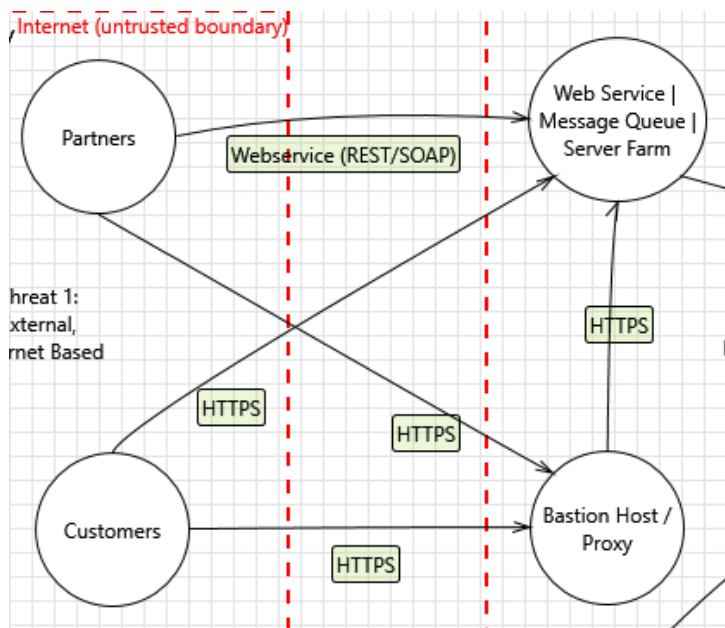 Internet (untrusted boundary)
Partners
Webservice (REST/SOAP)
Web Service |
Message Queue |
Server Farm
hreat 1:
xternal,
rnet Based
HTTPS
HTTPS
HTTPS
Customers
HTTPS
Bastion Host /
Proxy